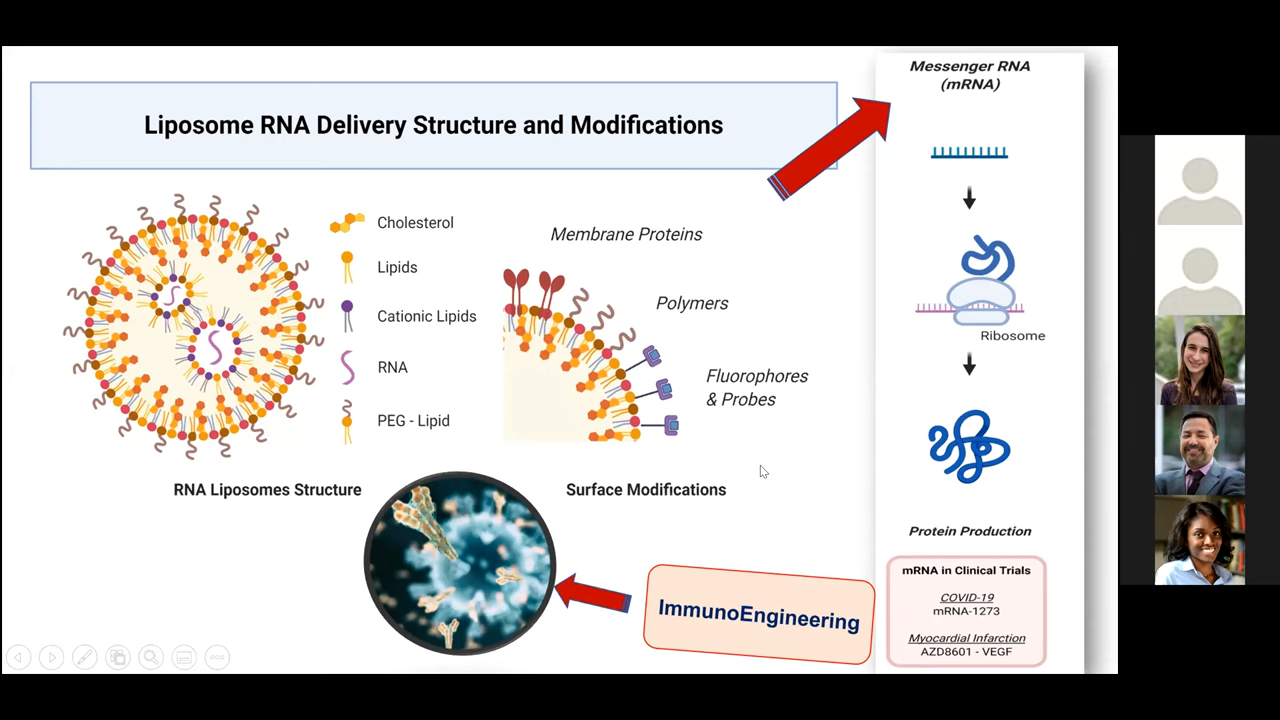 Liposome RNA Delivery Structure and Modifications
Cholesterol
Lipids
Cationic Lipids
RNA
PEG - Lipid
RNA Liposomes Structure
Membrane Proteins
Polymers
Fluorophores
& Probes
Surface Modifications
ImmunoEngineering
Messenger RNA
(mRNA)
Ribosome
Protein Production
mRNA in Clinical Trials
COVID-19
mRNA-1273
Myocardial Infarction
AZD8601 - VEGF